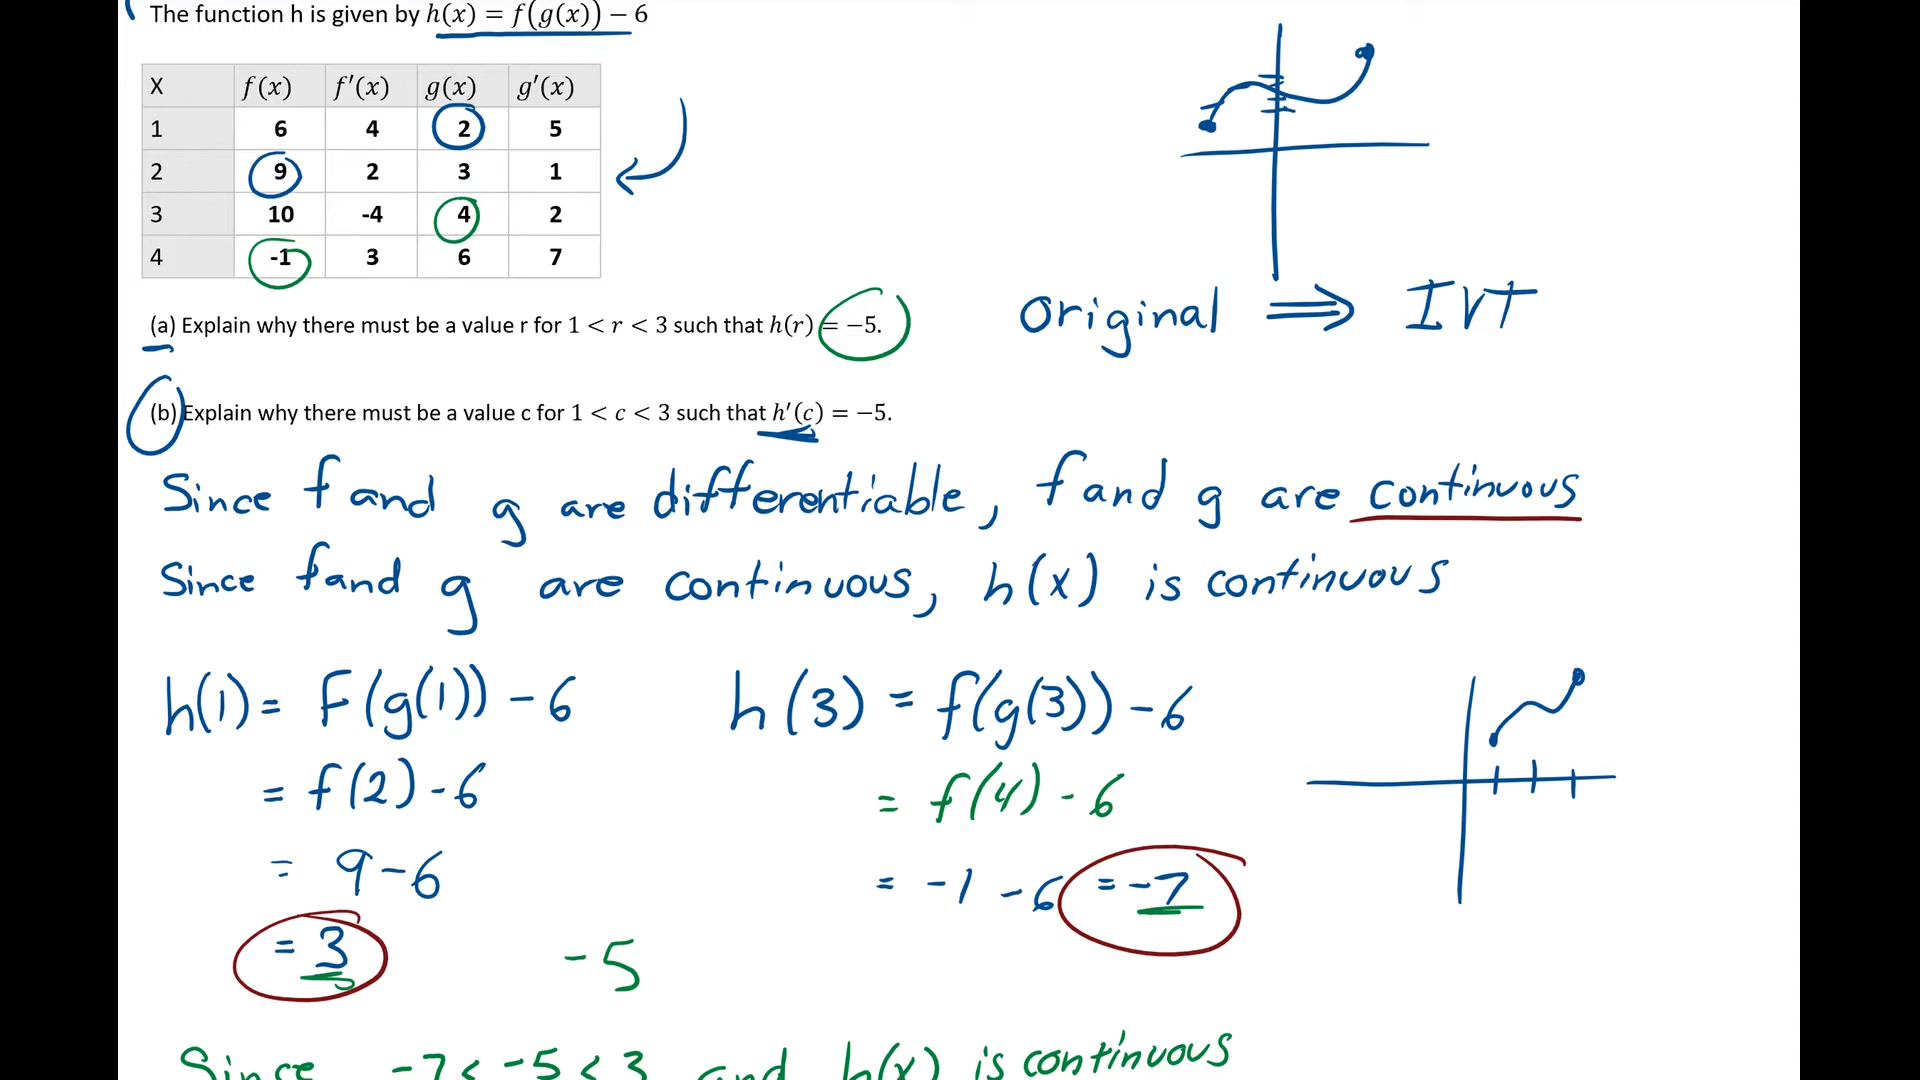 The function h is given by h(x) = f(g(x)) − 6
X f(x) f′(x) g(x) g′(x)
1 6 4 2 5
2 9 2 3 1
3 10 -4 4 2
4 -1 3 6 7
(a) Explain why there must be a value r for 1 < r < 3 such that h(r) = −5.
original ⇒ IVT
(b) Explain why there must be a value c for 1 < c < 3 such that h′(c) = −5.
Since f and g are differentiable, f and g are continuous
Since f and g are continuous, h(x) is continuous
h(1) = F(g(1)) - 6
= f(2) - 6
= 9 - 6
= 3
h(3) = f(g(3)) - 6
= f(4) - 6
= -1 - 6 = -7
-5
Since -7 < -5 < 3 and h(x) is continuous